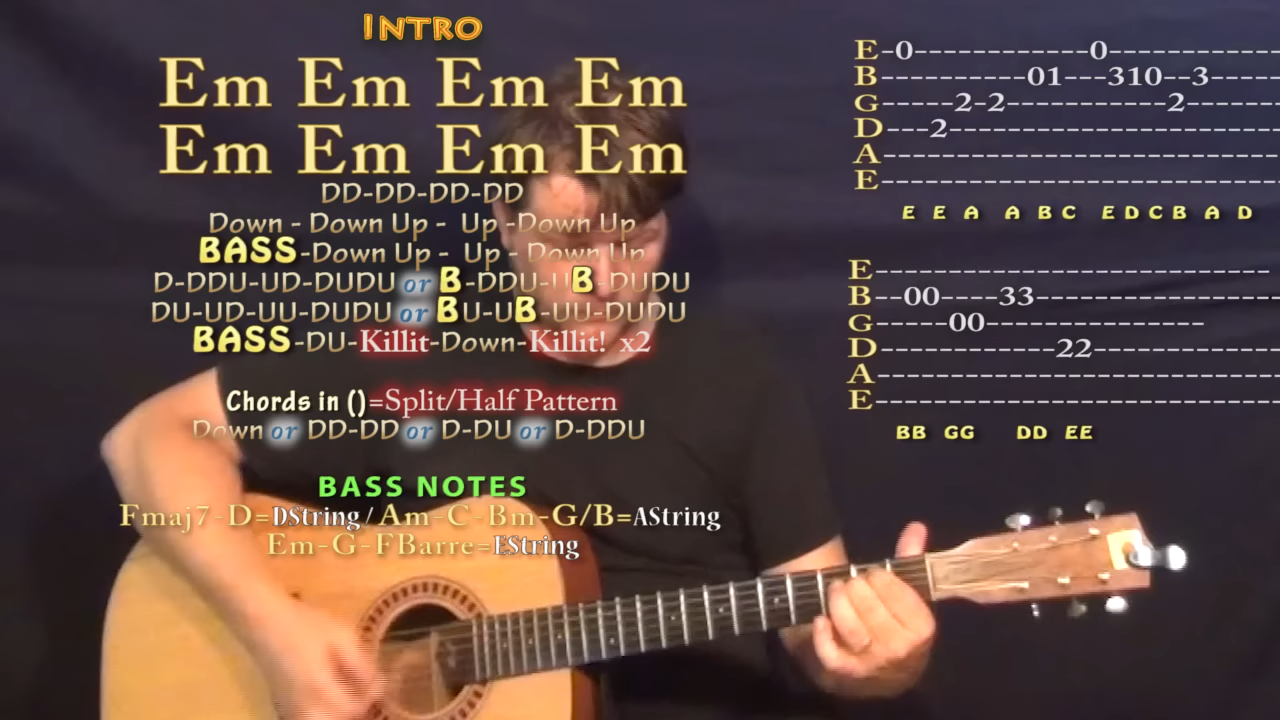 Intro
Em Em Em Em
Em Em Em Em
DD-DD-DD-DD
Down - Down Up - Up -Down Up
BASS-Down Up - Up - Down Up
D-DDU-UD-DUDU or B-DDU-UB-DUDU
DU-UD-UU-DUDU or BU-UB-UU-DUDU
BASS-DU-Killit-Down-Killit! x2
Chords in ()=Split/Half Pattern
Down or DD-DD or D-DU or D-DDU
BASS NOTES
Fmaj7-D=DString/Am-C-Bm-G/B=AString
Em-G-FBarre=EString
E-0--------------0--------------
B------------01---310--3-----
G------2-2-------------2-------
D---2--------------------------
A-------------------------------
E-------------------------------
E E A A B C E D C B A D
E------------------------------
B--00----33-------------------
G------00-----------------
D--------------22-------------
A-------------------------------
E-------------------------------
BB GG DD EE